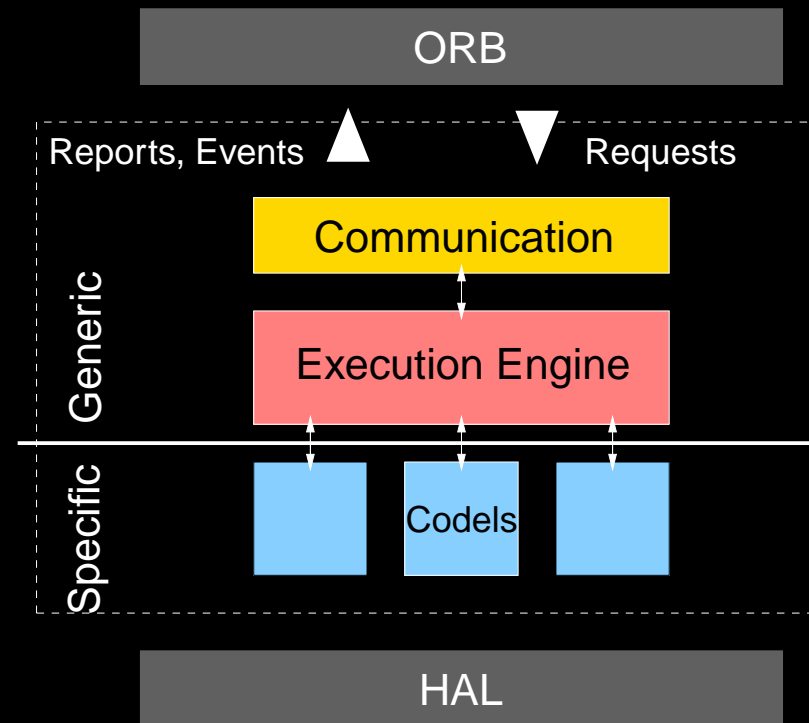 ORB
Reports, Events
Requests
Communication
Generic
Execution Engine
Specific
Codels
HAL